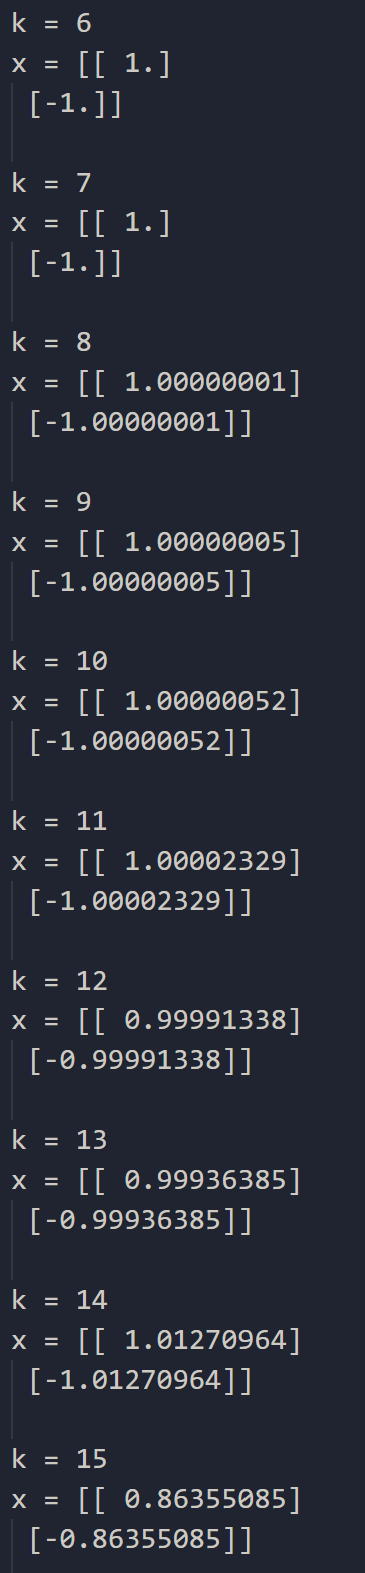 k = 6
x = [[ 1.]
[-1.]]
k = 7
x = [[ 1.]
[-1.]]
k = 8
x = [[ 1.00000001]
[-1.00000001]]
k = 9
x = [[ 1.00000005]
[-1.00000005]]
k = 10
x = [[ 1.00000052]
[-1.00000052]]
k = 11
x = [[ 1.00002329]
[-1.00002329]]
k = 12
x = [[ 0.99991338]
[-0.99991338]]
k = 13
x = [[ 0.99936385]
[-0.99936385]]
k = 14
x = [[ 1.01270964]
[-1.01270964]]
k = 15
x = [[ 0.86355085]
[-0.86355085]]